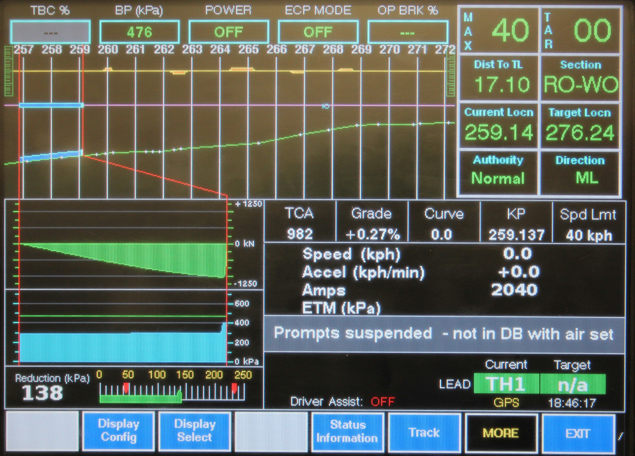 TBC % BP (kPa) POWER ECP MODE OP BRK %
--- 476 OFF OFF ---
257 258 259 260 261 262 263 264 265 266 267 268 269 270 271 272
MAX 40 TAR 00
Dist To TL Section
17.10 RO-WO
Current Locn Target Locn
259.14 276.24
Authority Direction
Normal ML
+1250
0 kN
-1250
TCA Grade Curve KP Spd Lmt
982 +0.27% 0.0 259.137 40 kph
Speed (kph) 0.0
Accel (kph/min) +0.0
Amps 2040
ETM (kPa)
600
400
200
0 kPa
Prompts suspended - not in DB with air set
Reduction (kPa)
138
0 50 100 150 200 250
Current Target
LEAD TH1 n/a
Driver Assist: OFF GPS 18:46:17
Display Config
Display Select
Status Information
Track
MORE
EXIT